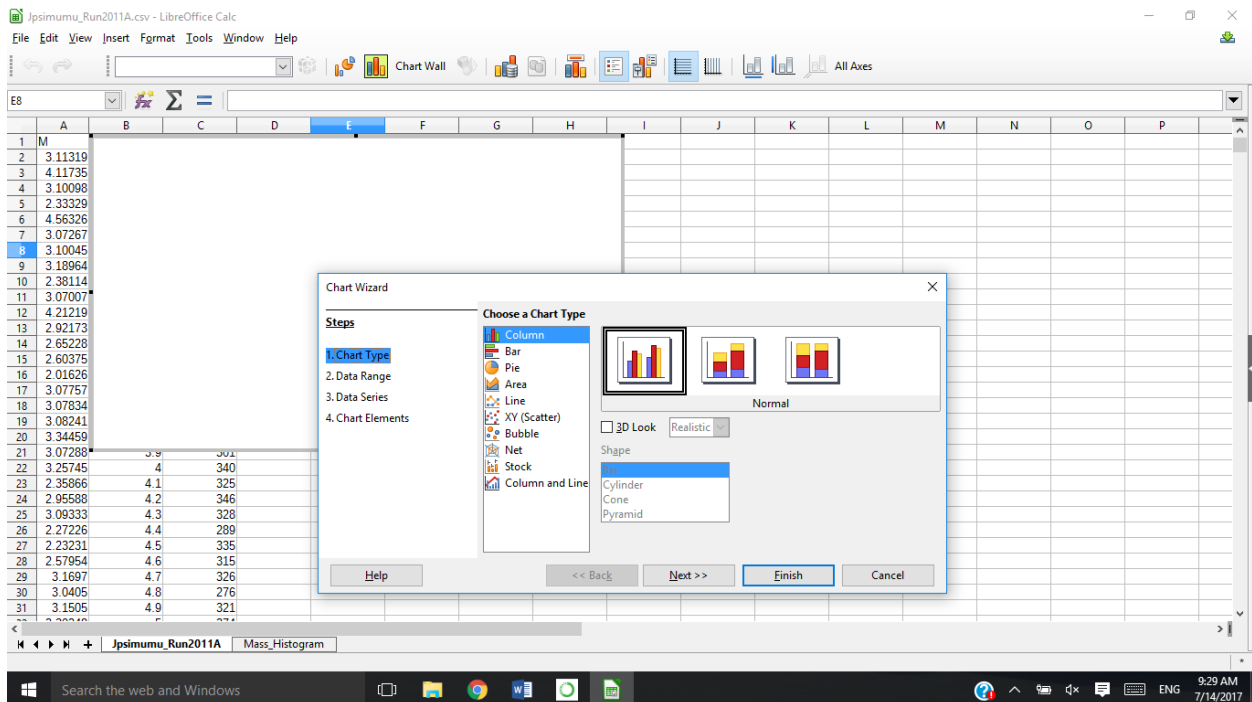 Jpsimumu_Run2011A.csv - LibreOffice Calc
File Edit View Insert Format Tools Window Help
Chart Wall All Axes
E8
A B C D E F G H I J K L M N O P
1 M
2 3.11319
3 4.11735
4 3.10098
5 2.33329
6 4.56326
7 3.07267
8 3.10045
9 3.18964
10 2.38114
11 3.07007
12 4.21219
13 2.92173
14 2.65228
15 2.60375
16 2.01626
17 3.07757
18 3.07834
19 3.08241
20 3.34459
21 3.07288 3.9 301
22 3.25745 4 340
23 2.35866 4.1 325
24 2.95588 4.2 346
25 3.09333 4.3 328
26 2.27226 4.4 289
27 2.23231 4.5 335
28 2.57954 4.6 315
29 3.1697 4.7 326
30 3.0405 4.8 276
31 3.1505 4.9 321
Chart Wizard
Steps
1. Chart Type
2. Data Range
3. Data Series
4. Chart Elements
Choose a Chart Type
Column
Bar
Pie
Area
Line
XY (Scatter)
Bubble
Net
Stock
Column and Line
Normal
3D Look Realistic
Shape
Cylinder
Cone
Pyramid
Help << Back Next >> Finish Cancel
Jpsimumu_Run2011A Mass_Histogram
Search the web and Windows
ENG
9:29 AM
7/14/2017